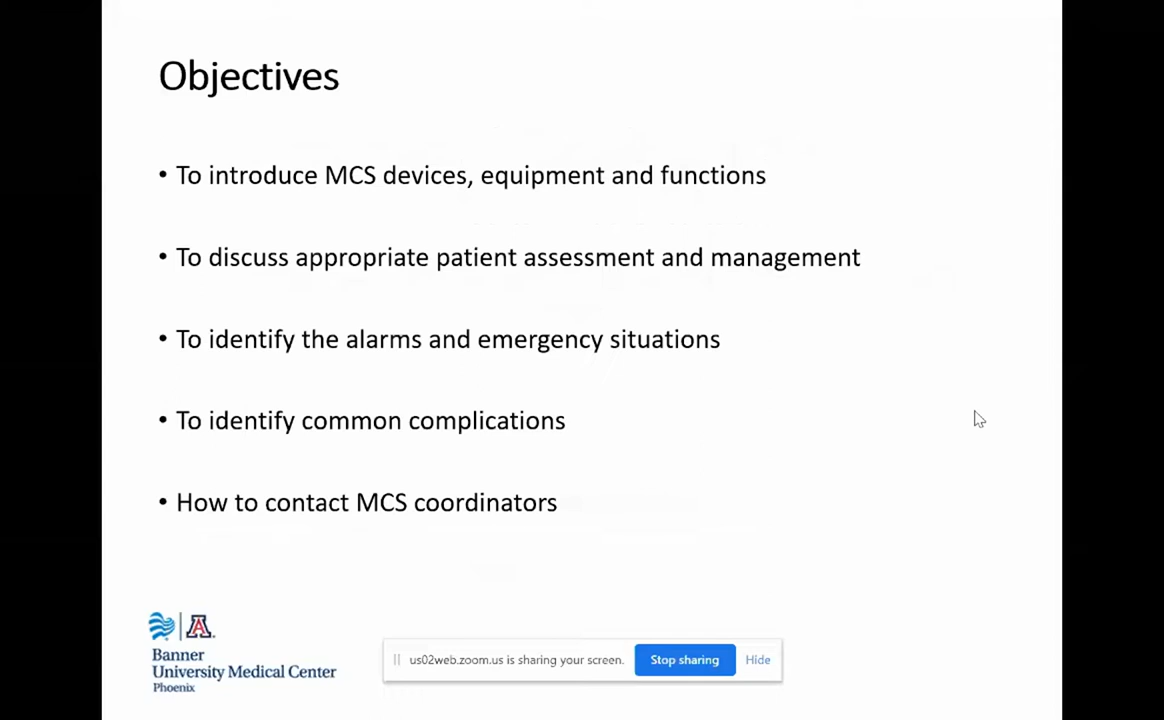 Objectives
• To introduce MCS devices, equipment and functions
• To discuss appropriate patient assessment and management
• To identify the alarms and emergency situations
• To identify common complications
• How to contact MCS coordinators
A
Banner
University Medical Center
Phoenix
us02web.zoom.us is sharing your screen.
Stop sharing
Hide